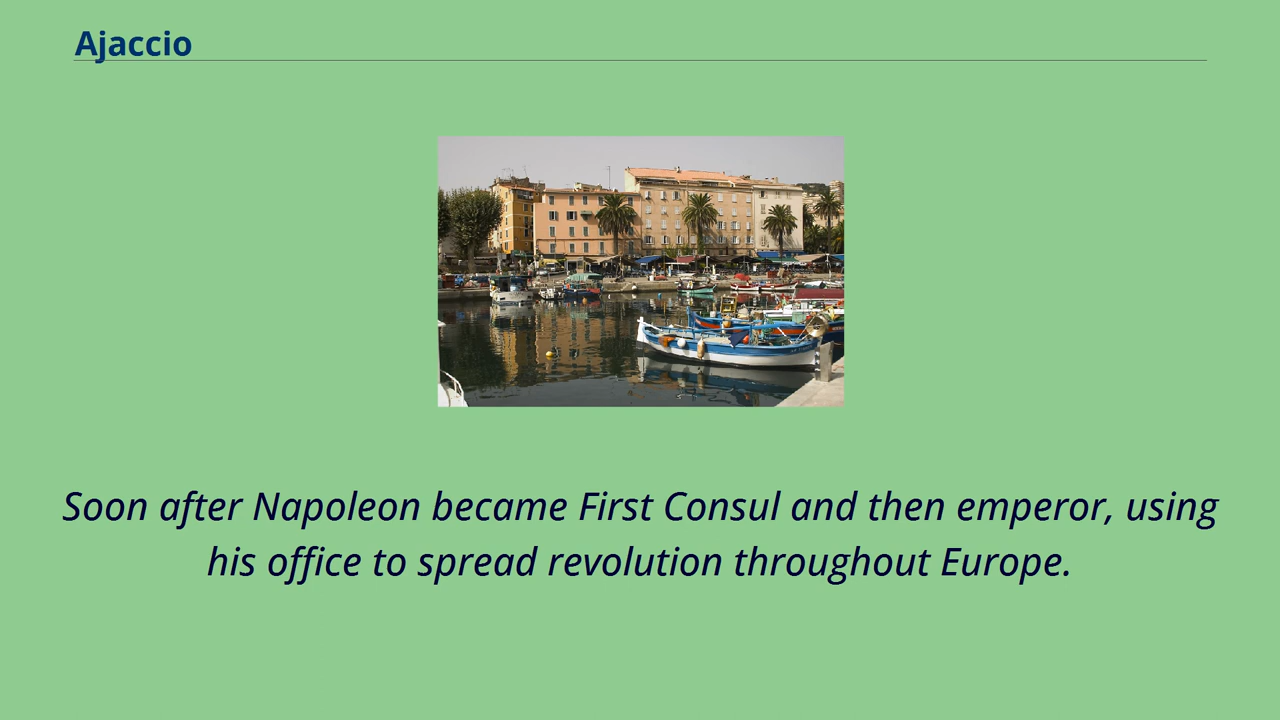 Ajaccio
Soon after Napoleon became First Consul and then emperor, using
his office to spread revolution throughout Europe.